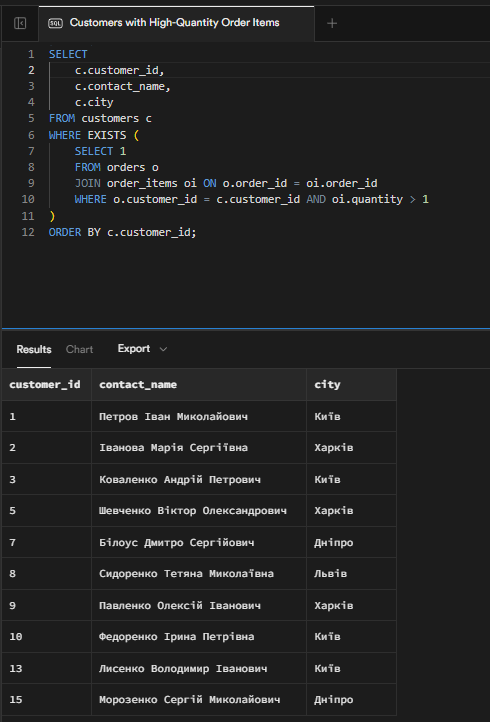 SQL Customers with High-Quantity Order Items +
1 SELECT
2 c.customer_id,
3 c.contact_name,
4 c.city
5 FROM customers c
6 WHERE EXISTS (
7 SELECT 1
8 FROM orders o
9 JOIN order_items oi ON o.order_id = oi.order_id
10 WHERE o.customer_id = c.customer_id AND oi.quantity > 1
11 )
12 ORDER BY c.customer_id;
Results Chart Export
customer_id contact_name city
1 Петров Іван Миколайович Київ
2 Іванова Марія Сергіївна Харків
3 Коваленко Андрій Петрович Київ
5 Шевченко Віктор Олександрович Харків
7 Білоус Дмитро Сергійович Дніпро
8 Сидоренко Тетяна Миколаївна Львів
9 Павленко Олексій Іванович Харків
10 Федоренко Ірина Петрівна Київ
13 Лисенко Володимир Іванович Київ
15 Морозенко Сергій Миколайович Дніпро